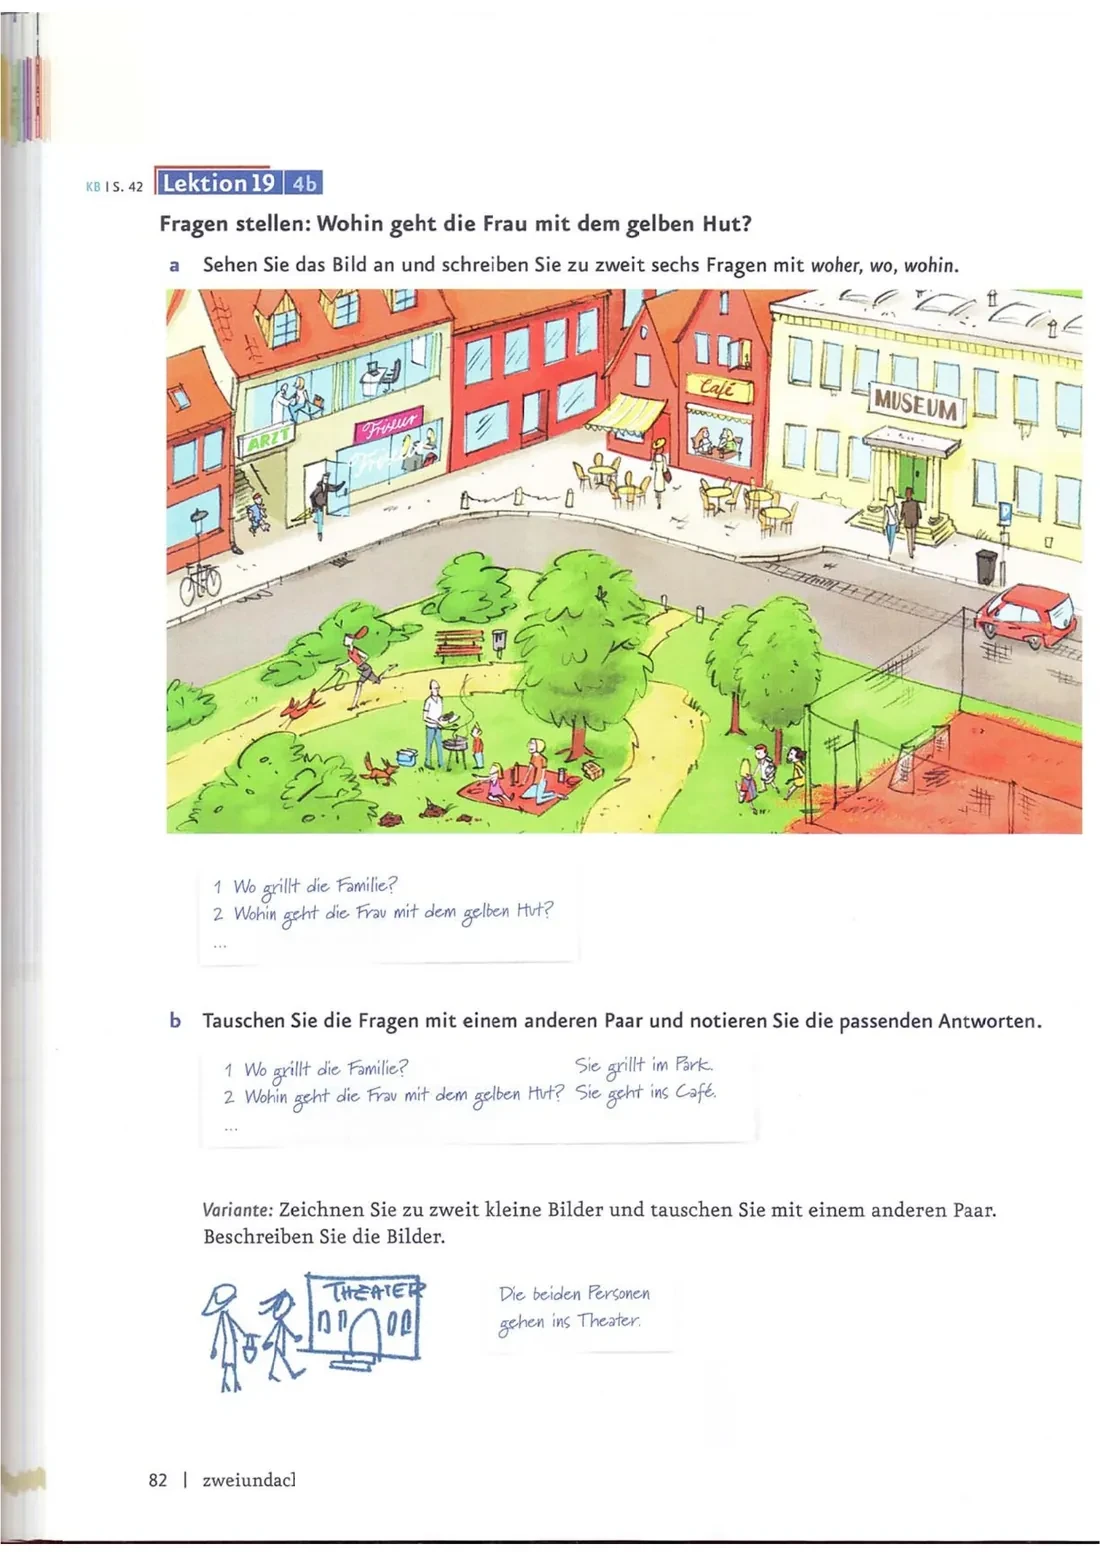 KB | S. 42 Lektion 19 4b
Fragen stellen: Wohin geht die Frau mit dem gelben Hut?
a Sehen Sie das Bild an und schreiben Sie zu zweit sechs Fragen mit woher, wo, wohin.
ARZT
Friseur
Friseur
Café
MUSEUM
P
1 Wo grillt die Familie?
2 Wohin geht die Frau mit dem gelben Hut?
...
b Tauschen Sie die Fragen mit einem anderen Paar und notieren Sie die passenden Antworten.
1 Wo grillt die Familie? Sie grillt im Park.
2 Wohin geht die Frau mit dem gelben Hut? Sie geht ins Café.
...
Variante: Zeichnen Sie zu zweit kleine Bilder und tauschen Sie mit einem anderen Paar.
Beschreiben Sie die Bilder.
THEATER
Die beiden Personen
gehen ins Theater.
82 | zweiundac